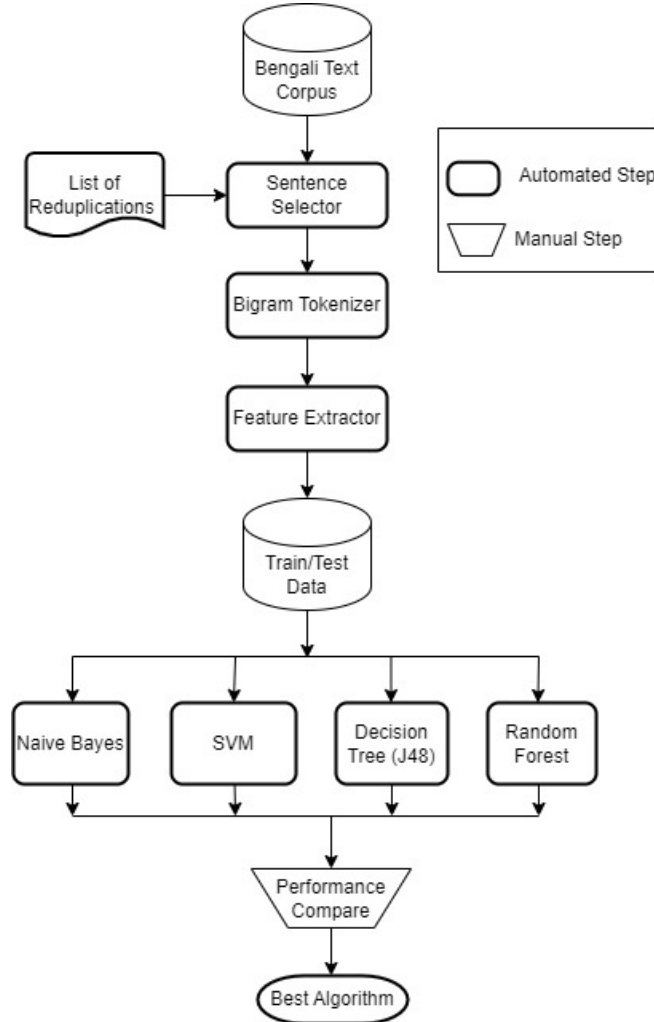 Bengali Text
Corpus
List of
Reduplications
Sentence
Selector
Automated Step
Manual Step
Bigram Tokenizer
Feature Extractor
Train/Test
Data
Naive Bayes
SVM
Decision
Tree (J48)
Random
Forest
Performance
Compare
Best Algorithm